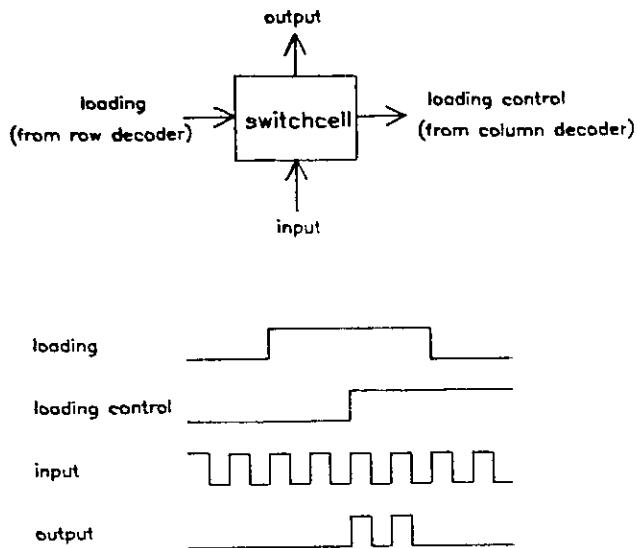 output
loading
(from row decoder)
switchcell
loading control
(from column decoder)
input
loading
loading control
input
output